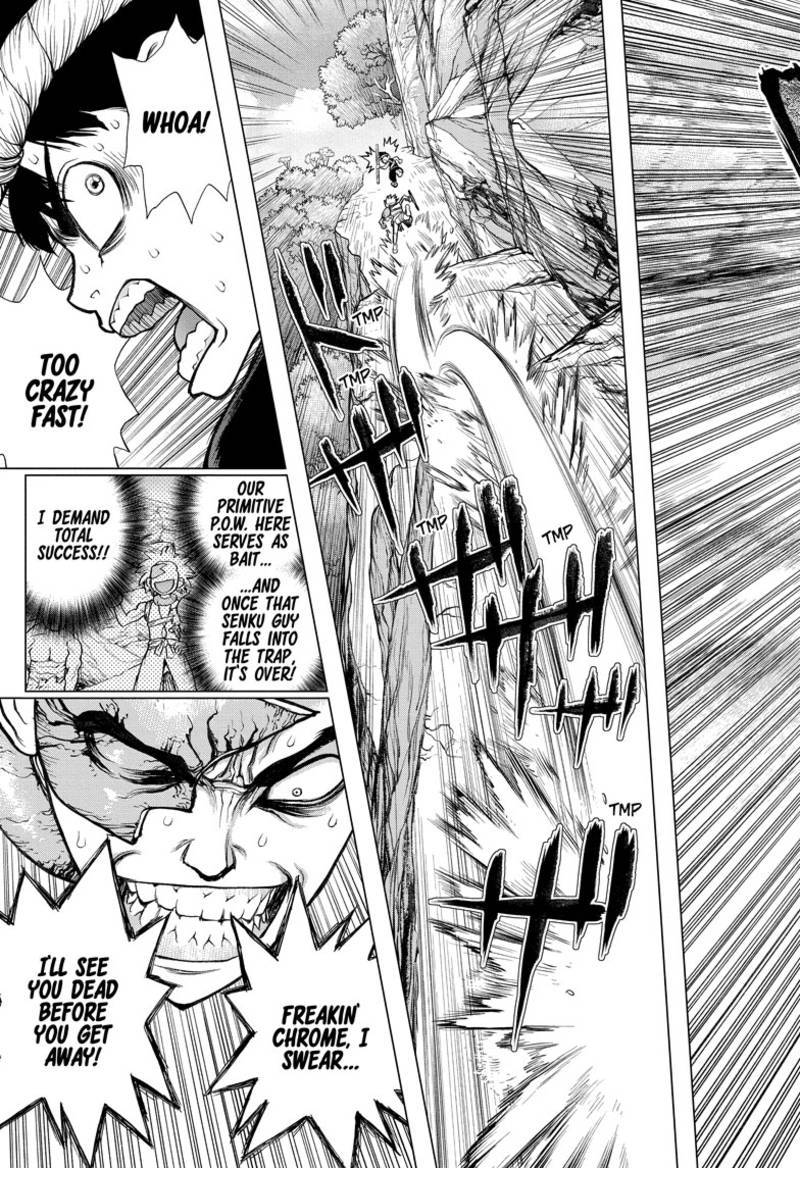 TMP
TMP
TMP
TMP
TMP
TMP
TMP
WHOA!
TOO
CRAZY
FAST!
OUR
PRIMITIVE
P.O.W. HERE
SERVES AS
BAIT...
...AND
ONCE THAT
SENKU GUY
FALLS INTO
THE TRAP,
IT'S OVER!
I DEMAND
TOTAL
SUCCESS!!
FREAKIN'
CHROME, I
SWEAR...
I'LL SEE
YOU DEAD
BEFORE
YOU GET
AWAY!